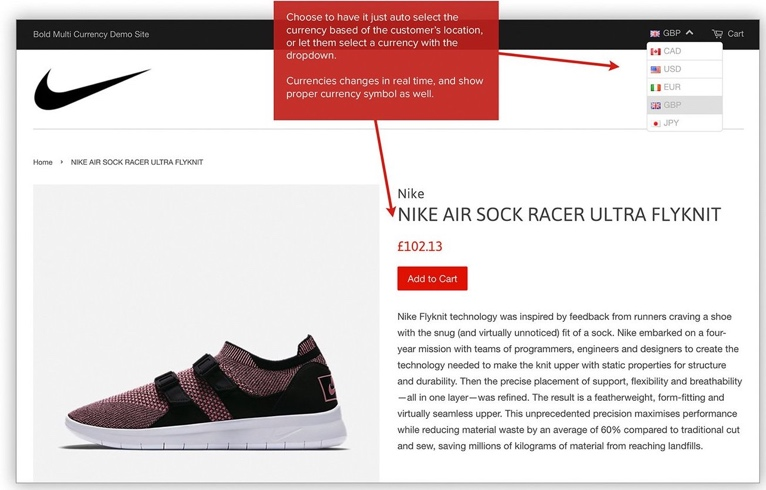 Choose to have it just auto select the
currency based of the customer's location,
or let them select a currency with the
dropdown.
Currencies changes in real time, and show
proper currency symbol as well.
Bold Multi Currency Demo Site
GBP
Cart
CAD
USD
EUR
GBP
JPY
Home › NIKE AIR SOCK RACER ULTRA FLYKNIT
Nike
NIKE AIR SOCK RACER ULTRA FLYKNIT
£102.13
Add to Cart
Nike Flyknit technology was inspired by feedback from runners craving a shoe
with the snug (and virtually unnoticed) fit of a sock. Nike embarked on a four-
year mission with teams of programmers, engineers and designers to create the
technology needed to make the knit upper with static properties for structure
and durability. Then the precise placement of support, flexibility and breathability
—all in one layer—was refined. The result is a featherweight, form-fitting and
virtually seamless upper. This unprecedented precision maximises performance
while reducing material waste by an average of 60% compared to traditional cut
and sew, saving millions of kilograms of material from reaching landfills.